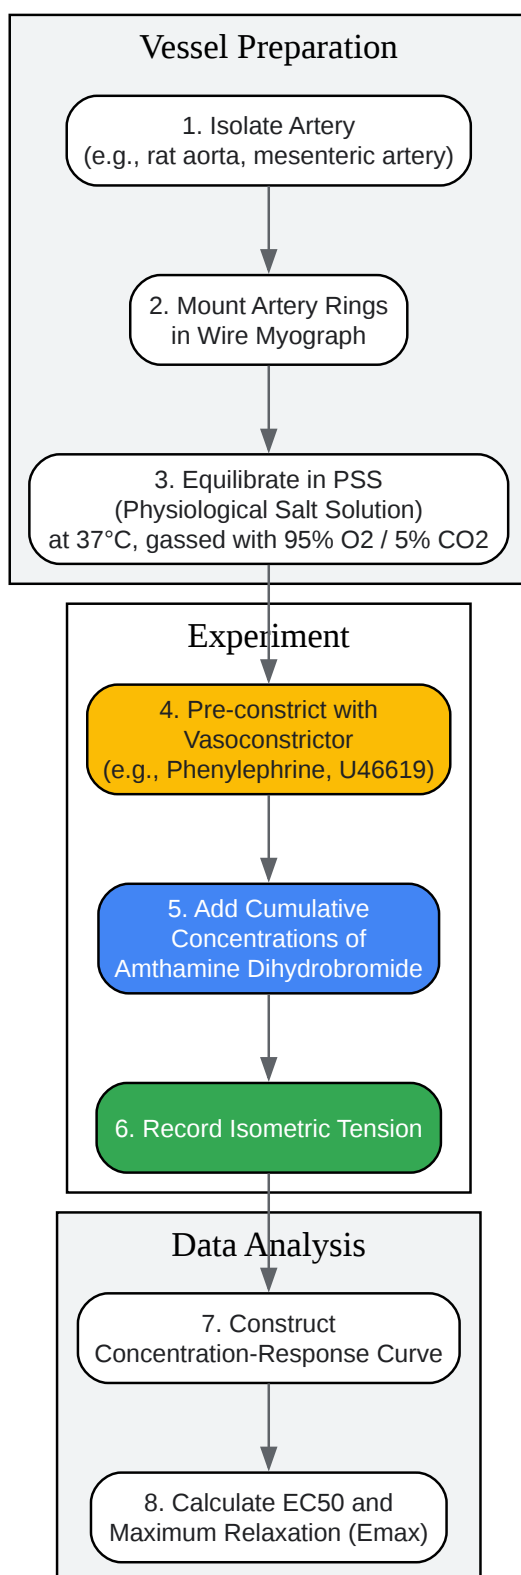 Vessel Preparation
1. Isolate Artery
(e.g., rat aorta, mesenteric artery)
2. Mount Artery Rings
in Wire Myograph
3. Equilibrate in PSS
(Physiological Salt Solution)
at 37°C, gassed with 95% O2 / 5% CO2
Experiment
4. Pre-constrict with
Vasoconstrictor
(e.g., Phenylephrine, U46619)
5. Add Cumulative
Concentrations of
Amthamine Dihydrobromide
6. Record Isometric Tension
Data Analysis
7. Construct
Concentration-Response Curve
8. Calculate EC50 and
Maximum Relaxation (Emax)